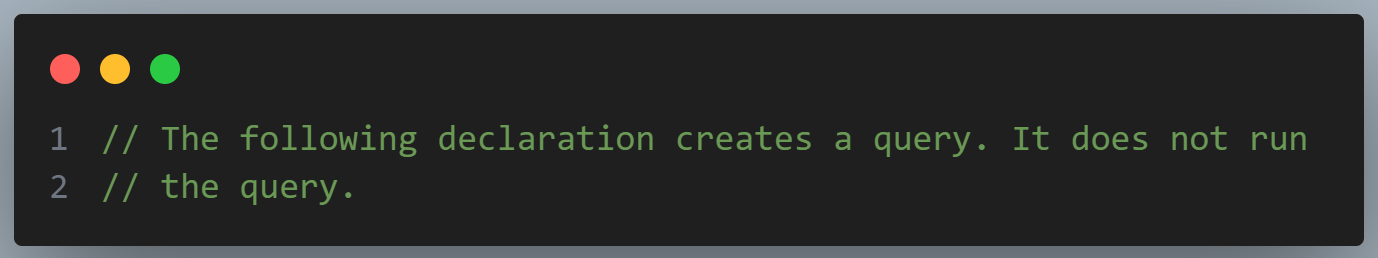 1 // The following declaration creates a query. It does not run
2 // the query.